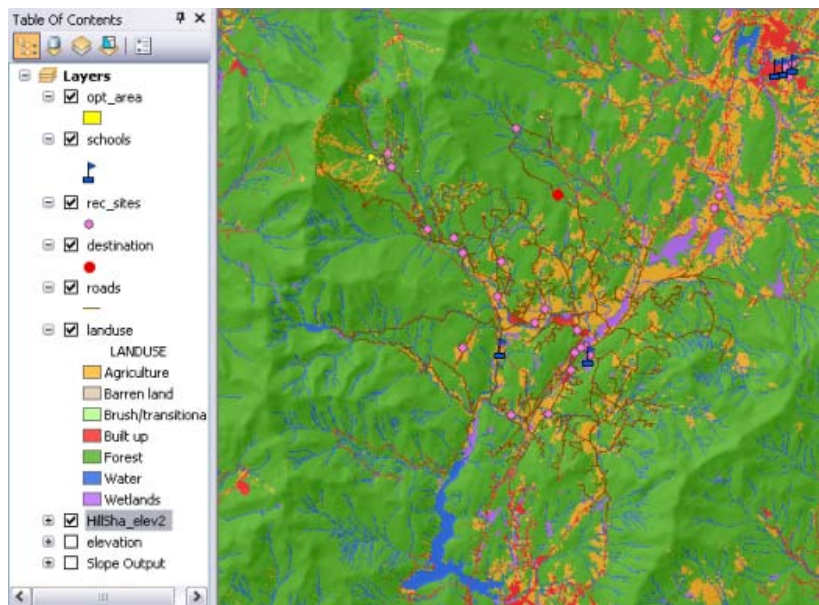 Table Of Contents
Layers
opt_area
schools
rec_sites
destination
roads
landuse
LANDUSE
Agriculture
Barren land
Brush/transitiona
Built up
Forest
Water
Wetlands
HillSha_elev2
elevation
Slope Output